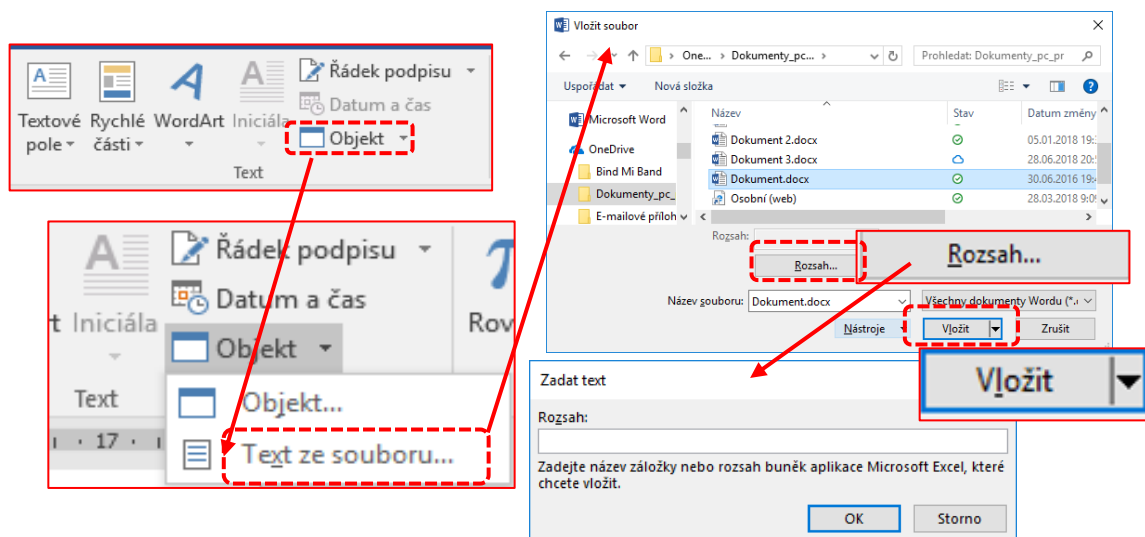 Řádek podpisu
Datum a čas
Objekt
Textové pole
Rychlé části
WordArt
Iniciála
Text
Řádek podpisu
Datum a čas
Iniciála
Objekt
Rov
Text
Objekt...
17
Text ze souboru...
Vložit soubor
One... › Dokumenty_pc... ›
Prohledat: Dokumenty_pc_pr
Uspořádat
Nová složka
Microsoft Word
OneDrive
Bind Mi Band
Dokumenty_pc_
E-mailové příloh
Název Stav Datum změny
Dokument 2.docx 05.01.2018 19:
Dokument 3.docx 28.06.2018 20:
Dokument.docx 30.06.2016 19:
Osobní (web) 28.03.2018 9:0
Rozsah:
Rozsah...
Rozsah...
Název souboru: Dokument.docx
Všechny dokumenty Wordu (*.
Nástroje Vložit Zrušit
Vložit
Zadat text
Rozsah:
Zadejte název záložky nebo rozsah buněk aplikace Microsoft Excel, které
chcete vložit.
OK Storno